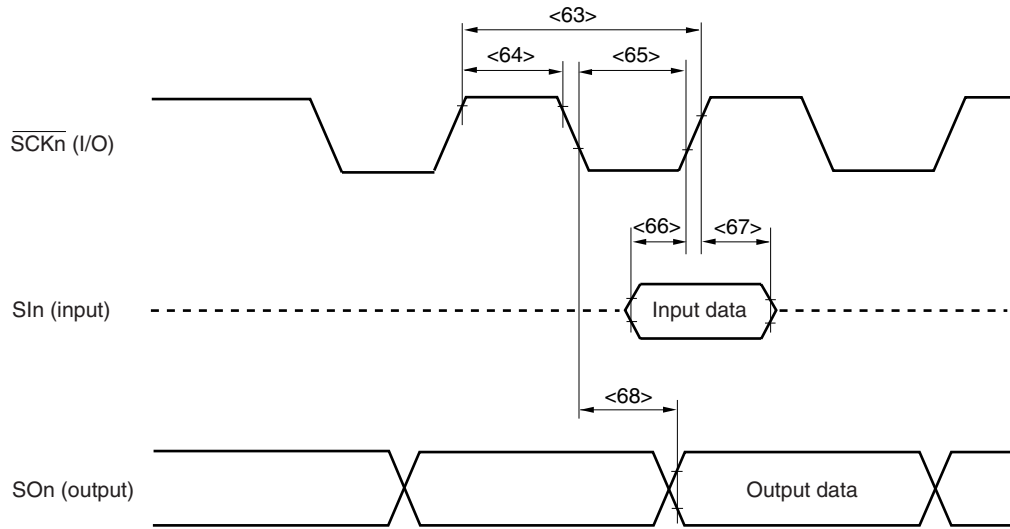 <63>
<64>
<65>
SCKn (I/O)
<66>
<67>
SIn (input)
Input data
<68>
SOn (output)
Output data